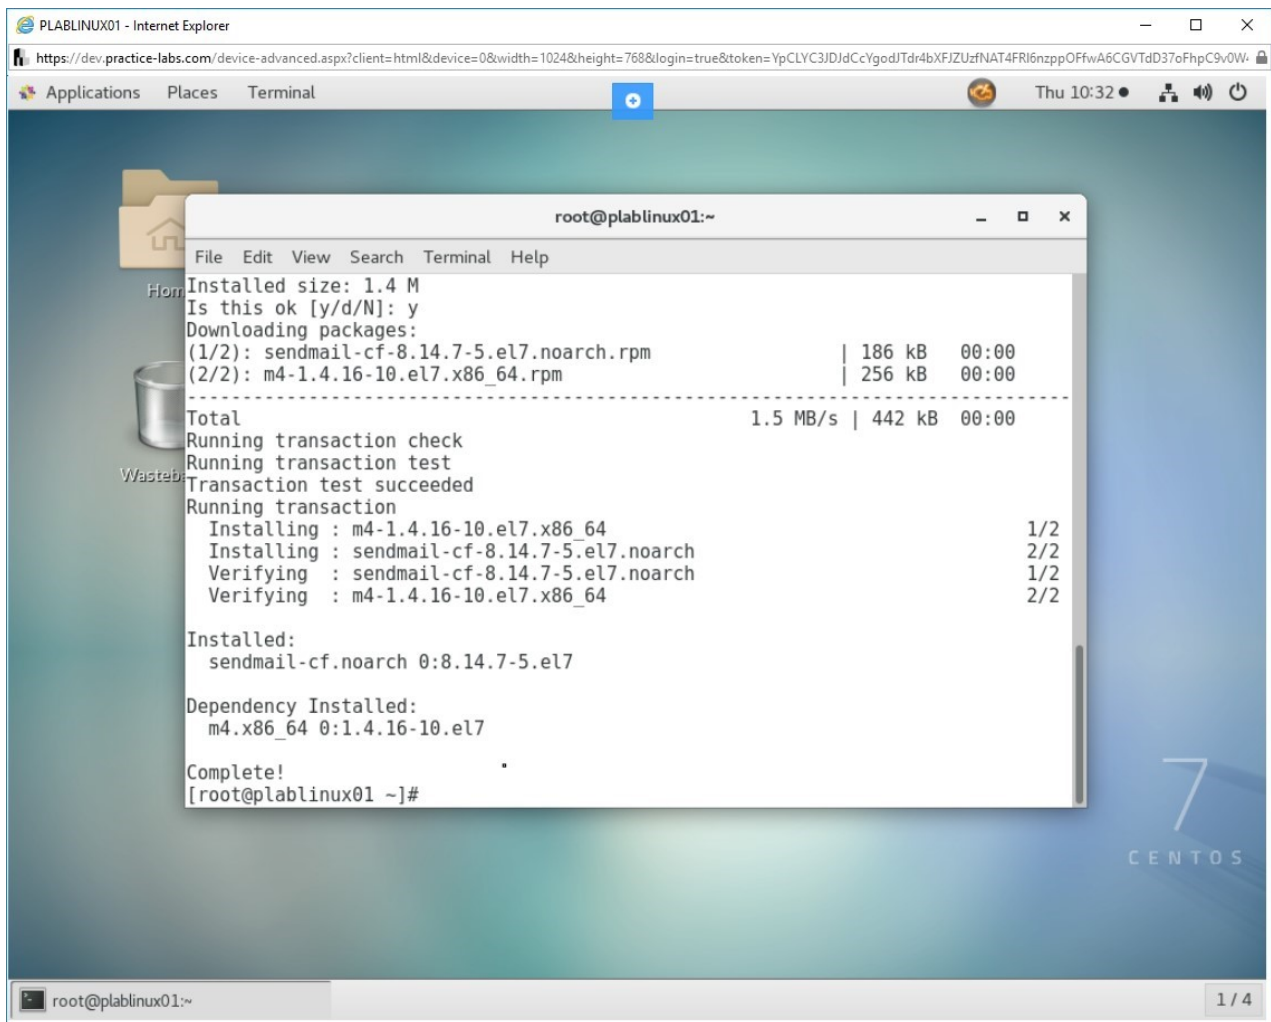 PLABLINUX01 - Internet Explorer
https://dev.practice-labs.com/device-advanced.aspx?client=html&device=0&width=1024&height=768&login=true&token=
Applications Places Terminal Thu 10:32
root@plablinux01:~
File Edit View Search Terminal Help
Hom
Installed size: 1.4 M
Is this ok [y/d/N]: y
Downloading packages:
(1/2): sendmail-cf-8.14.7-5.el7.noarch.rpm | 186 kB 00:00
(2/2): m4-1.4.16-10.el7.x86_64.rpm | 256 kB 00:00
--------------------------------------------------------------------------------
Total 1.5 MB/s | 442 kB 00:00
Running transaction check
Running transaction test
Wasteb
Transaction test succeeded
Running transaction
Installing : m4-1.4.16-10.el7.x86_64 1/2
Installing : sendmail-cf-8.14.7-5.el7.noarch 2/2
Verifying : sendmail-cf-8.14.7-5.el7.noarch 1/2
Verifying : m4-1.4.16-10.el7.x86_64 2/2
Installed:
sendmail-cf.noarch 0:8.14.7-5.el7
Dependency Installed:
m4.x86_64 0:1.4.16-10.el7
Complete!
[root@plablinux01 ~]#
7
CENTOS
root@plablinux01:~ 1 / 4